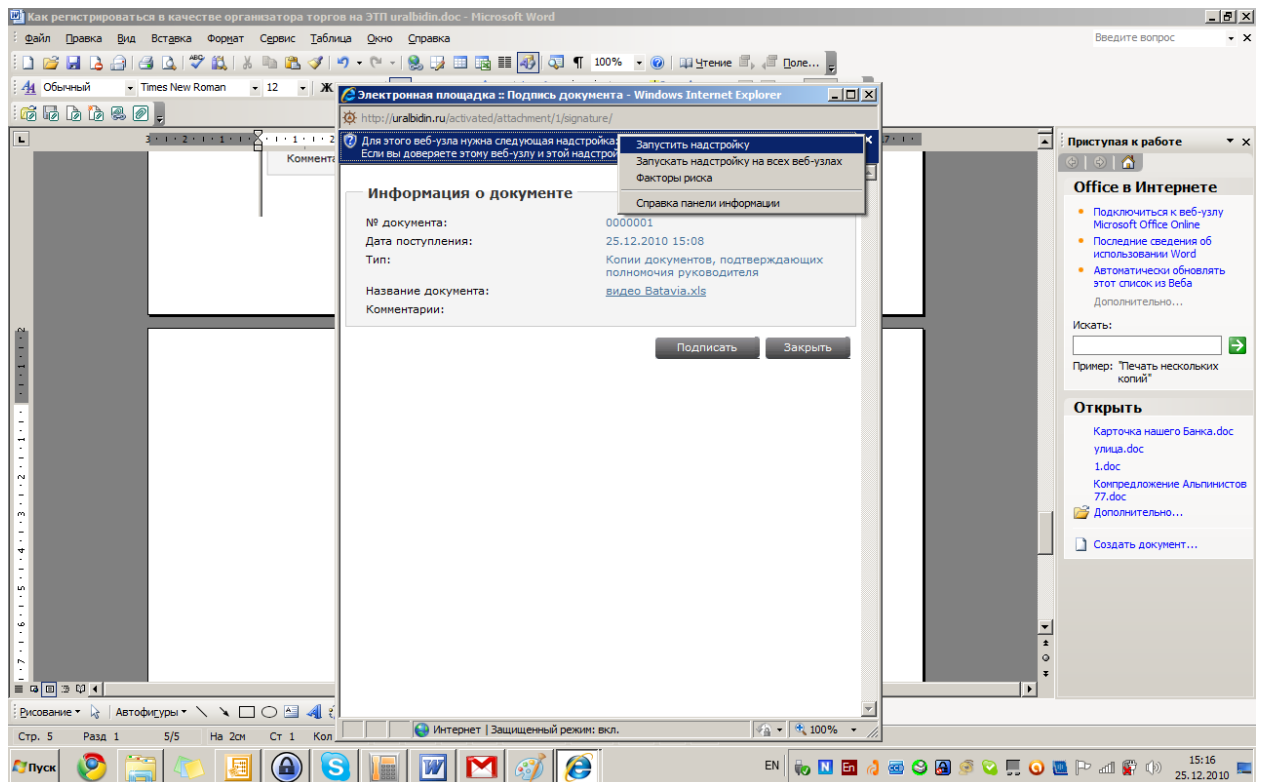 Как регистрироваться в качестве организатора торгов на ЭТП uralbidin.doc - Microsoft Word
Файл Правка Вид Вставка Формат Сервис Таблица Окно Справка
Введите вопрос
100% Чтение Поле...
Обычный Times New Roman 12 Ж
Электронная площадка :: Подпись документа - Windows Internet Explorer
http://uralbidin.ru/activated/attachment/1/signature/
Для этого веб-узла нужна следующая надстройка:
Если вы доверяете этому веб-узлу и этой надстрой
Запустить надстройку
Запускать надстройку на всех веб-узлах
Факторы риска
Справка панели информации
Коммента
Информация о документе
№ документа: 0000001
Дата поступления: 25.12.2010 15:08
Тип: Копии документов, подтверждающих
полномочия руководителя
Название документа: видео Batavia.xls
Комментарии:
Подписать Закрыть
Интернет | Защищенный режим: вкл. 100%
Приступая к работе
Office в Интернете
Подключиться к веб-узлу
Microsoft Office Online
Последние сведения об
использовании Word
Автоматически обновлять
этот список из Веба
Дополнительно...
Искать:
Пример: "Печать нескольких
копий"
Открыть
Карточка нашего Банка.doc
улица.doc
1.doc
Компредложение Альпинистов
77.doc
Дополнительно...
Создать документ...
Рисование Автофигуры
Стр. 5 Разд 1 5/5 На 2см Ст 1 Кол
Пуск
EN
15:16
25.12.2010